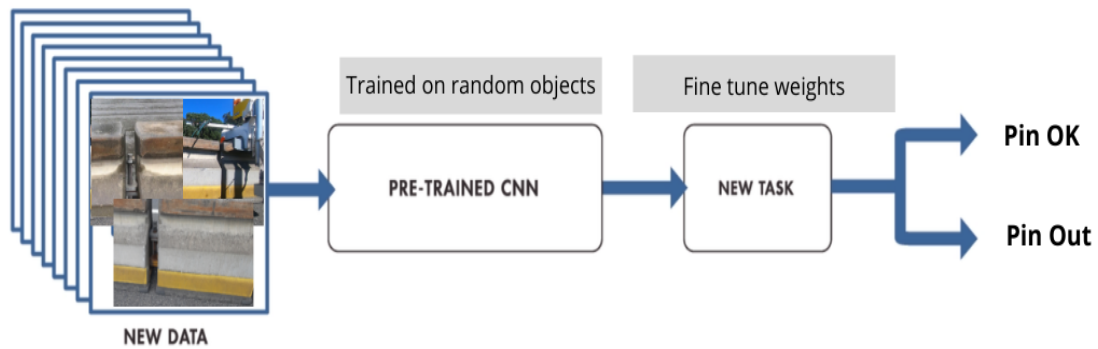 Trained on random objects
Fine tune weights
PRE-TRAINED CNN
NEW TASK
Pin OK
Pin Out
NEW DATA